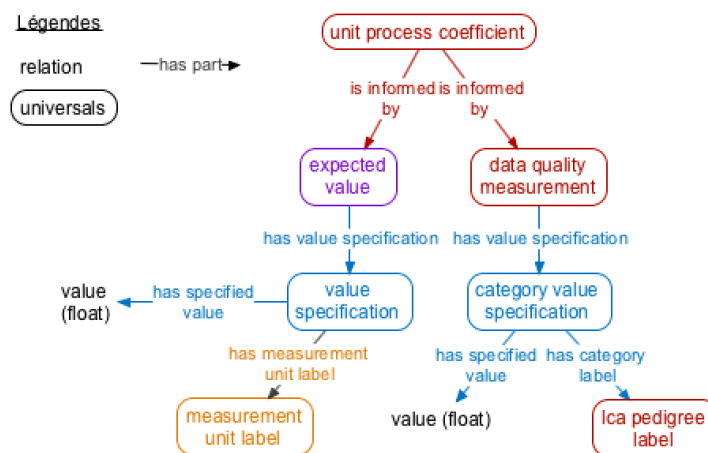 Légendes
unit process coefficient
relation
has part
universals
is informed by
is informed by
expected
value
data quality
measurement
has value specification
has value specification
value
(float)
has specified
value
value
specification
category value
specification
has measurement
unit label
has specified
value
has category
label
measurement
unit label
value (float)
lca pedigree
label